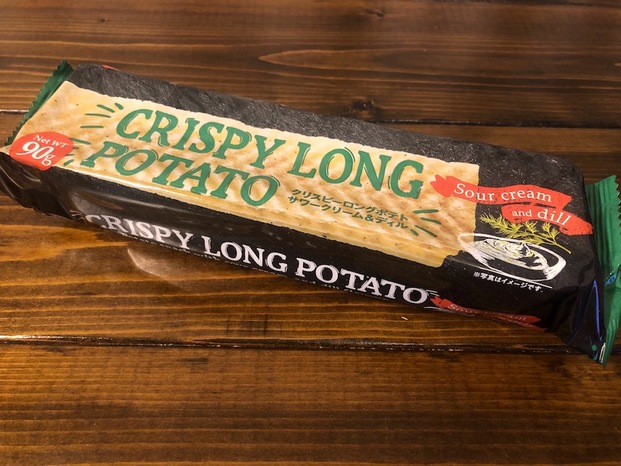 Net WT
90g
CRISPY LONG
POTATO
クリスピーロングポテト
サワークリーム&ディル
Sour cream
and dill
※写真はイメージです。
CRISPY LONG POTATO